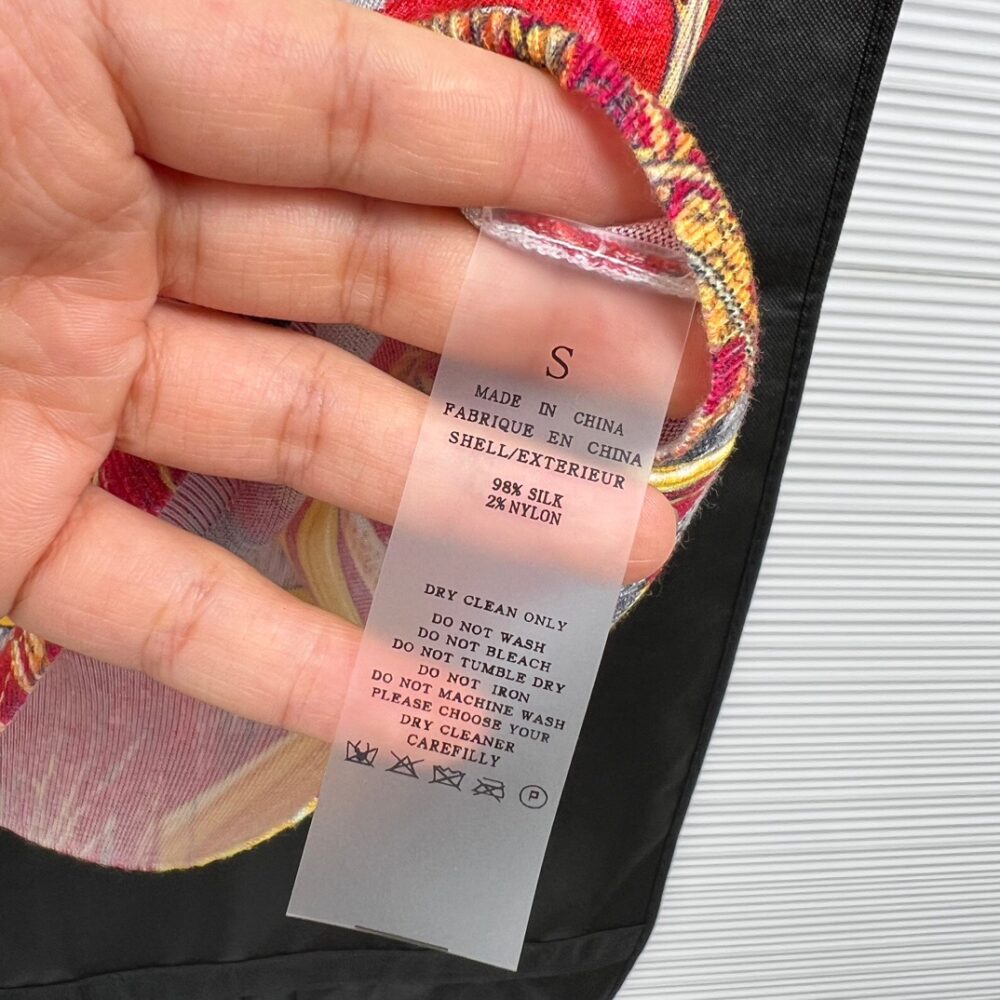 S
MADE IN CHINA
FABRIQUE EN CHINA
SHELL/EXTERIEUR
98% SILK
2% NYLON
DRY CLEAN ONLY
DO NOT WASH
DO NOT BLEACH
DO NOT TUMBLE DRY
DO NOT IRON
DO NOT MACHINE WASH
PLEASE CHOOSE YOUR
DRY CLEANER
CAREFILLY
P